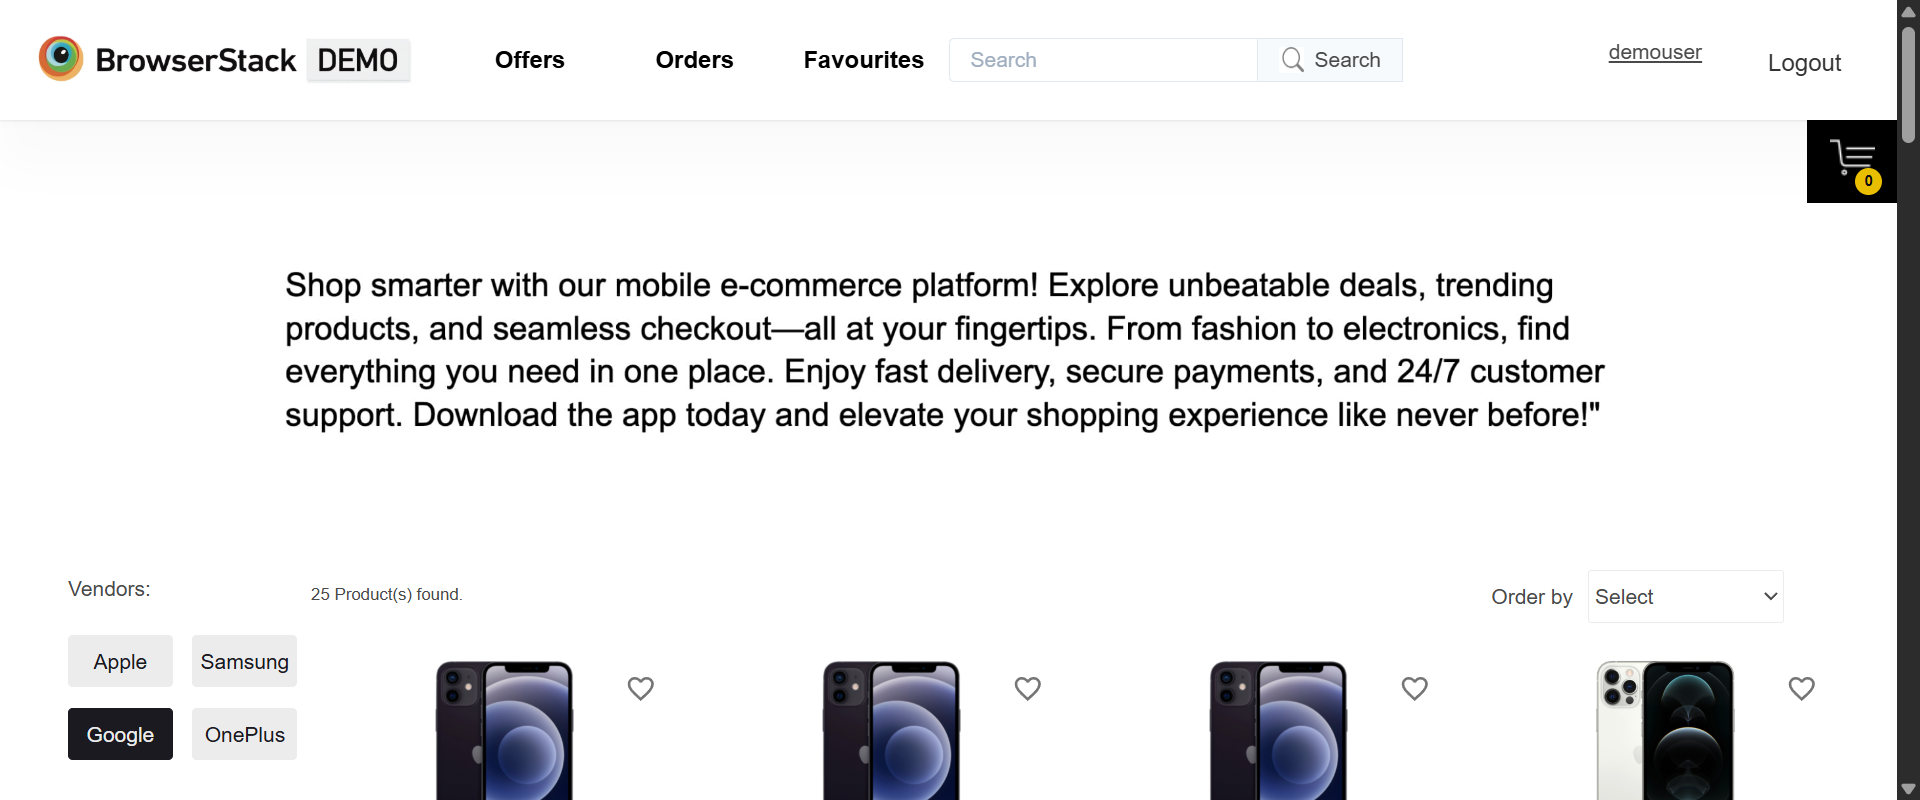 BrowserStack DEMO
Offers
Orders
Favourites
Search
Search
demouser
Logout
0
Shop smarter with our mobile e-commerce platform! Explore unbeatable deals, trending
products, and seamless checkout—all at your fingertips. From fashion to electronics, find
everything you need in one place. Enjoy fast delivery, secure payments, and 24/7 customer
support. Download the app today and elevate your shopping experience like never before!"
Vendors:
25 Product(s) found.
Order by
Select
Apple
Samsung
Google
OnePlus